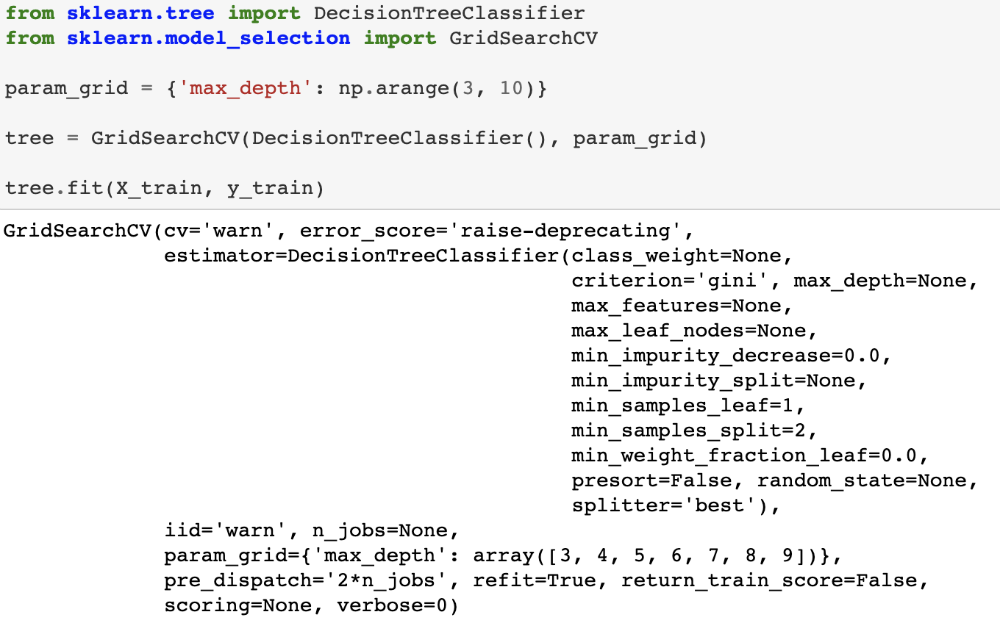 from sklearn.tree import DecisionTreeClassifier
from sklearn.model_selection import GridSearchCV
param_grid = {'max_depth': np.arange(3, 10)}
tree = GridSearchCV(DecisionTreeClassifier(), param_grid)
tree.fit(X_train, y_train)
GridSearchCV(cv='warn', error_score='raise-deprecating',
             estimator=DecisionTreeClassifier(class_weight=None,
                                              criterion='gini', max_depth=None,
                                              max_features=None,
                                              max_leaf_nodes=None,
                                              min_impurity_decrease=0.0,
                                              min_impurity_split=None,
                                              min_samples_leaf=1,
                                              min_samples_split=2,
                                              min_weight_fraction_leaf=0.0,
                                              presort=False, random_state=None,
                                              splitter='best'),
             iid='warn', n_jobs=None,
             param_grid={'max_depth': array([3, 4, 5, 6, 7, 8, 9])},
             pre_dispatch='2*n_jobs', refit=True, return_train_score=False,
             scoring=None, verbose=0)